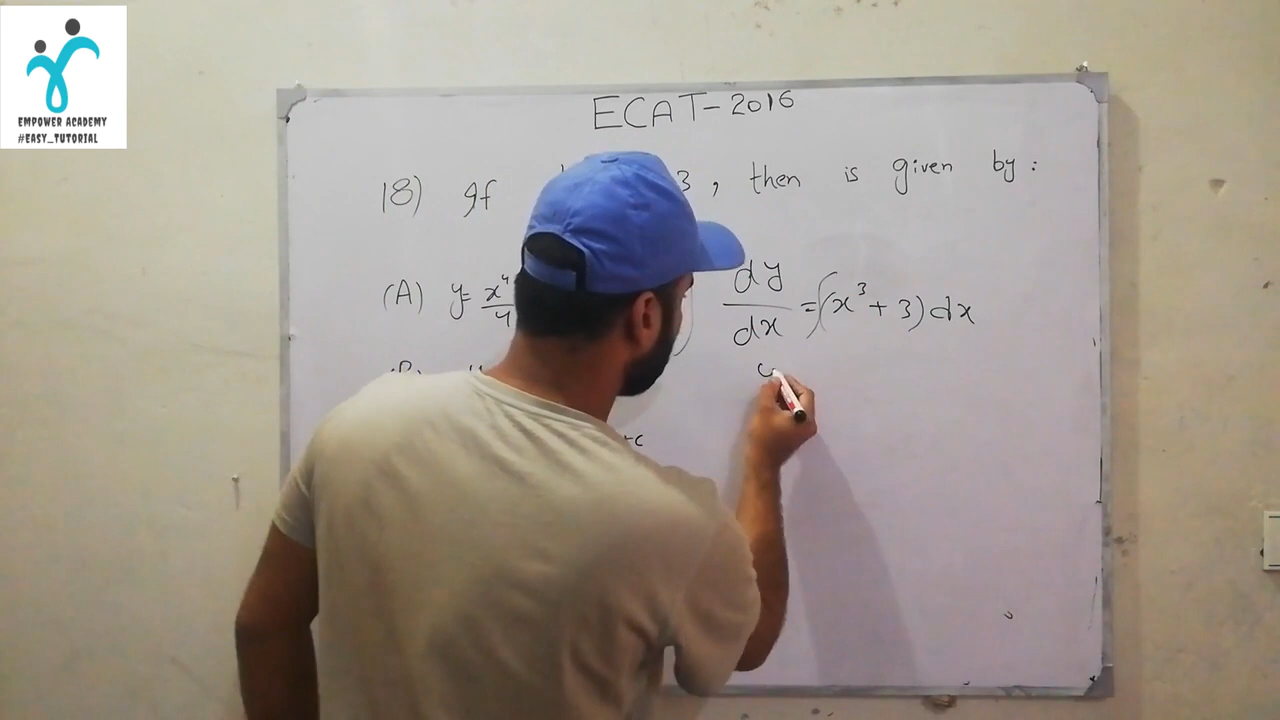 EMPOWER ACADEMY
#EASY_TUTORIAL
ECAT-2016
18) If 3, then is given by:
(A) y= x⁴/4
dy/dx = (x³ + 3) dx
+c